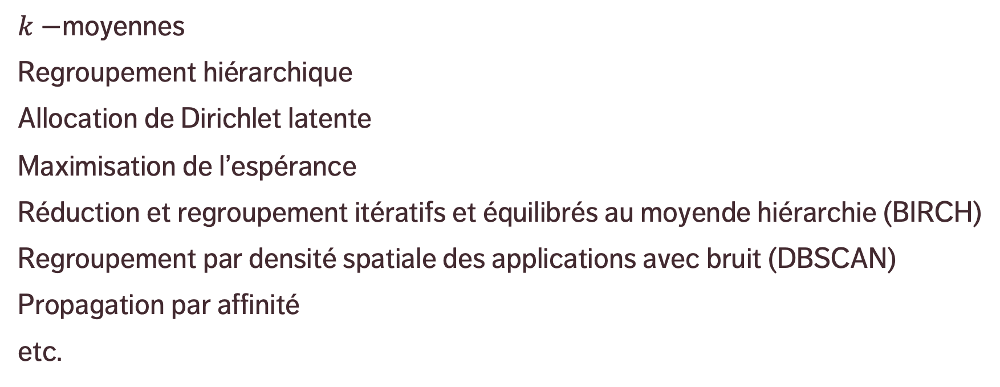 k −moyennes
Regroupement hiérarchique
Allocation de Dirichlet latente
Maximisation de l’espérance
Réduction et regroupement itératifs et équilibrés au moyende hiérarchie (BIRCH)
Regroupement par densité spatiale des applications avec bruit (DBSCAN)
Propagation par affinité
etc.